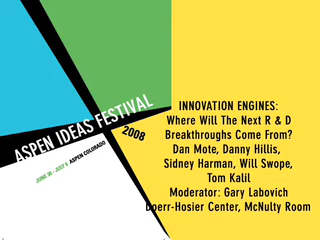 ASPEN IDEAS FESTIVAL
2008
JUNE 30 - JULY 6 ASPEN COLORADO
INNOVATION ENGINES:
Where Will The Next R & D
Breakthroughs Come From?
Dan Mote, Danny Hillis,
Sidney Harman, Will Swope,
Tom Kalil
Moderator: Gary Labovich
Doerr-Hosier Center, McNulty Room